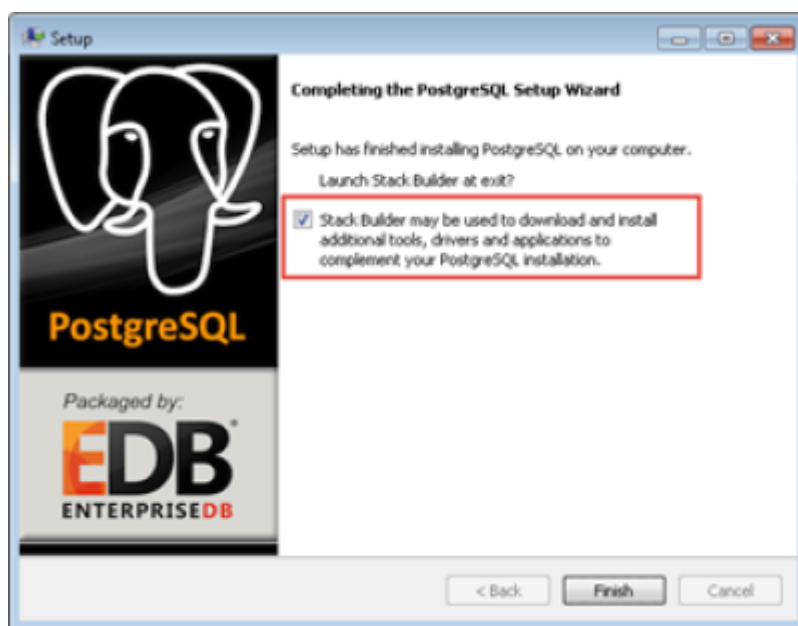 Setup
Completing the PostgreSQL Setup Wizard
Setup has finished installing PostgreSQL on your computer.
Launch Stack Builder at exit?
Stack Builder may be used to download and install
additional tools, drivers and applications to
complement your PostgreSQL installation.
PostgreSQL
Packaged by:
EDB®
ENTERPRISEDB
< Back
Finish
Cancel